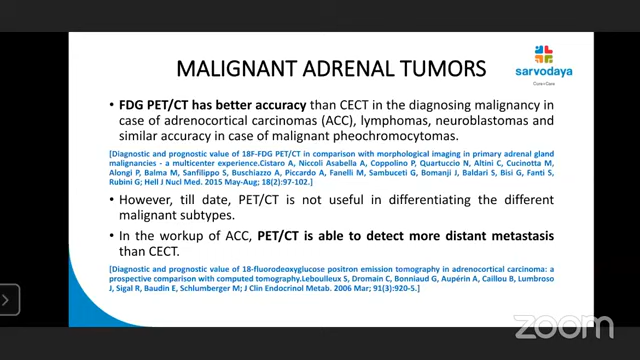 MALIGNANT ADRENAL TUMORS
sarvodaya
• FDG PET/CT has better accuracy than CECT in the diagnosing malignancy in
case of adrenocortical carcinomas (ACC), lymphomas, neuroblastomas and
similar accuracy in case of malignant pheochromocytomas.
[Diagnostic and prognostic value of 18F-FDG PET/CT in comparison with morphological imaging in primary adrenal gland
malignancies - a multicenter experience.Cistaro A, Niccoli Asabella A, Coppolino P, Quartuccio N, Altini C, Cucinotta M,
Alongi P, Balma M, Sanfilippo S, Buschiazzo A, Piccardo A, Fanelli M, Sambuceti G, Bomanji J, Baldari S, Bisi G, Fanti S,
Rubini G; Hell J Nucl Med. 2015 May-Aug; 18(2):97-102.]
• However, till date, PET/CT is not useful in differentiating the different
malignant subtypes.
• In the workup of ACC, PET/CT is able to detect more distant metastasis
than CECT.
[Diagnostic and prognostic value of 18-fluorodeoxyglucose positron emission tomography in adrenocortical carcinoma: a
prospective comparison with computed tomography.Leboulleux S, Dromain C, Bonniaud G, Aupérin A, Caillou B, Lumbroso
J, Sigal R, Baudin E, Schlumberger M; J Clin Endocrinol Metab. 2006 Mar; 91(3):920-5.]
zoom